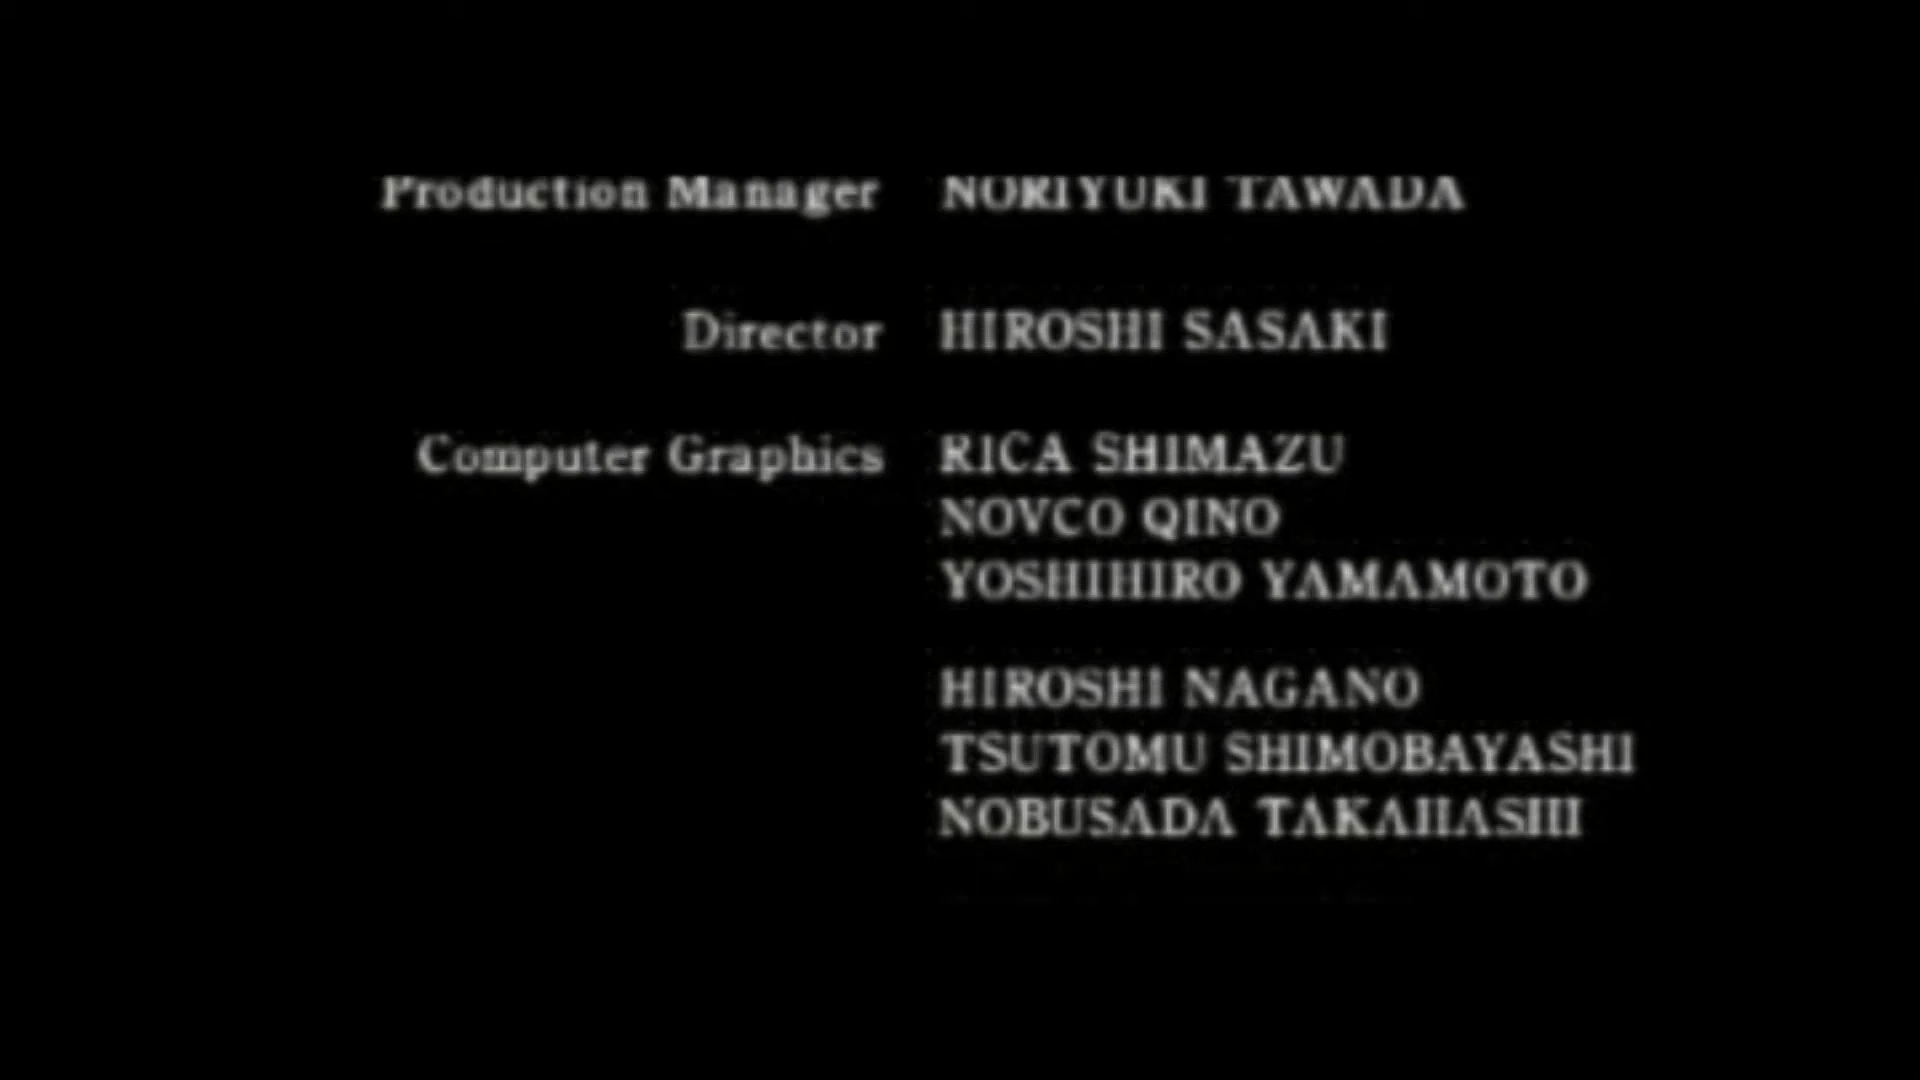 Production Manager NORIYUKI TAWADA
Director HIROSHI SASAKI
Computer Graphics RICA SHIMAZU
NOVCO QINO
YOSHIHIRO YAMAMOTO
HIROSHI NAGANO
TSUTOMU SHIMOBAYASHI
NOBUSADA TAKAHASHI